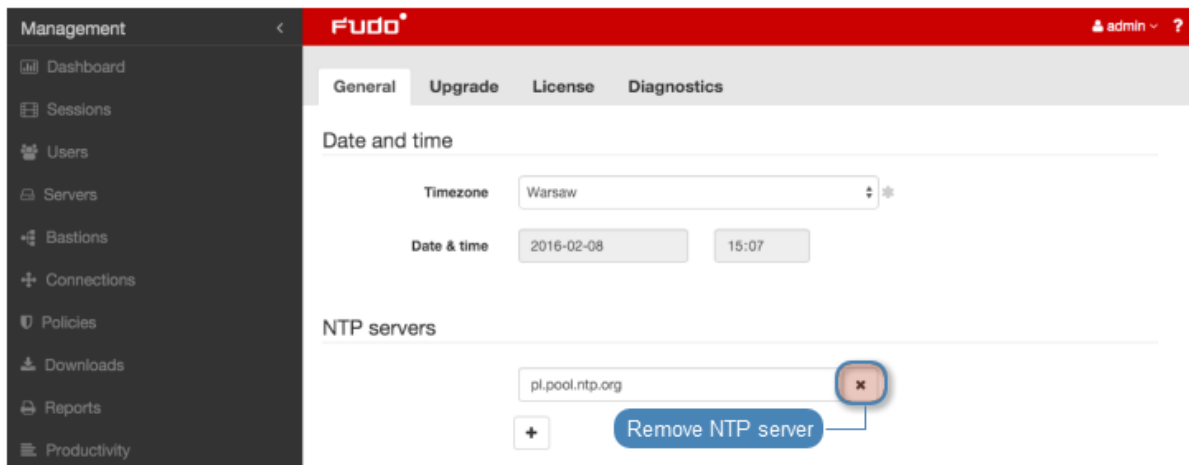 Management
FUDO
admin ?
Dashboard
Sessions
Users
Servers
Bastions
Connections
Policies
Downloads
Reports
Productivity
General Upgrade License Diagnostics
Date and time
Timezone Warsaw
Date & time 2016-02-08 15:07
NTP servers
pl.pool.ntp.org
Remove NTP server